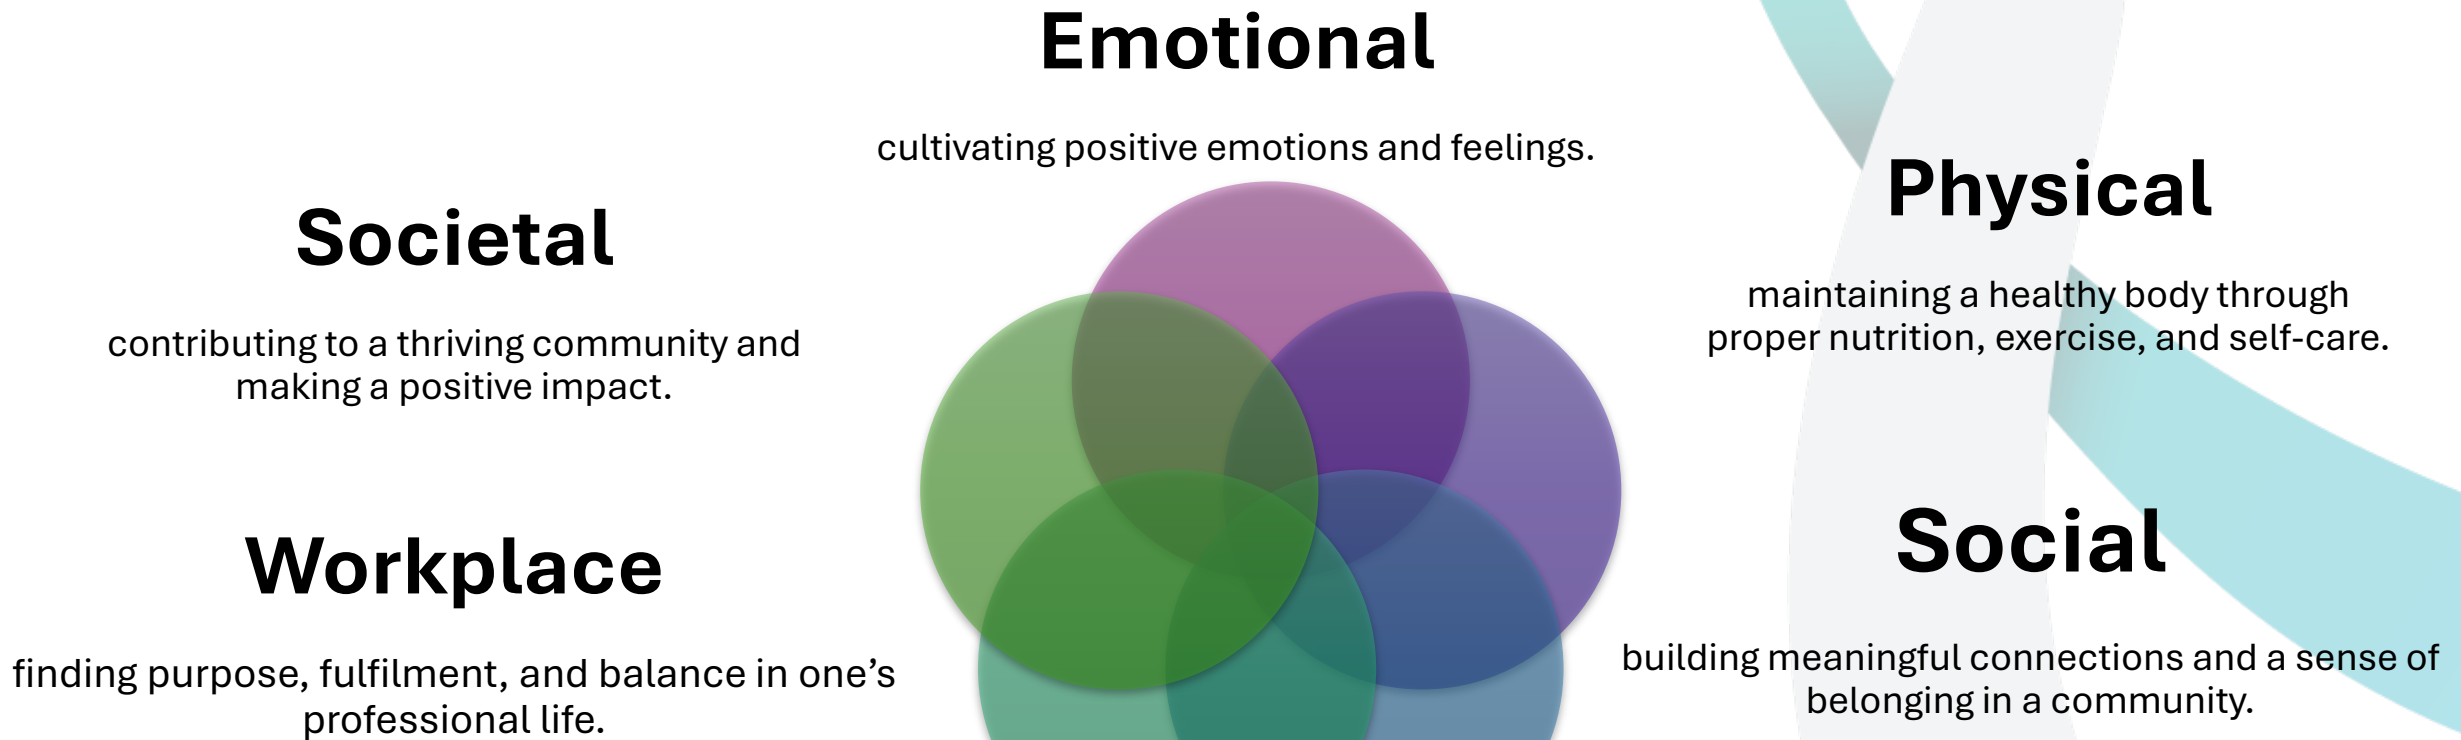 Emotional
cultivating positive emotions and feelings.
Physical
maintaining a healthy body through
proper nutrition, exercise, and self-care.
Social
building meaningful connections and a sense of
belonging in a community.
Workplace
finding purpose, fulfilment, and balance in one’s
professional life.
Societal
contributing to a thriving community and
making a positive impact.